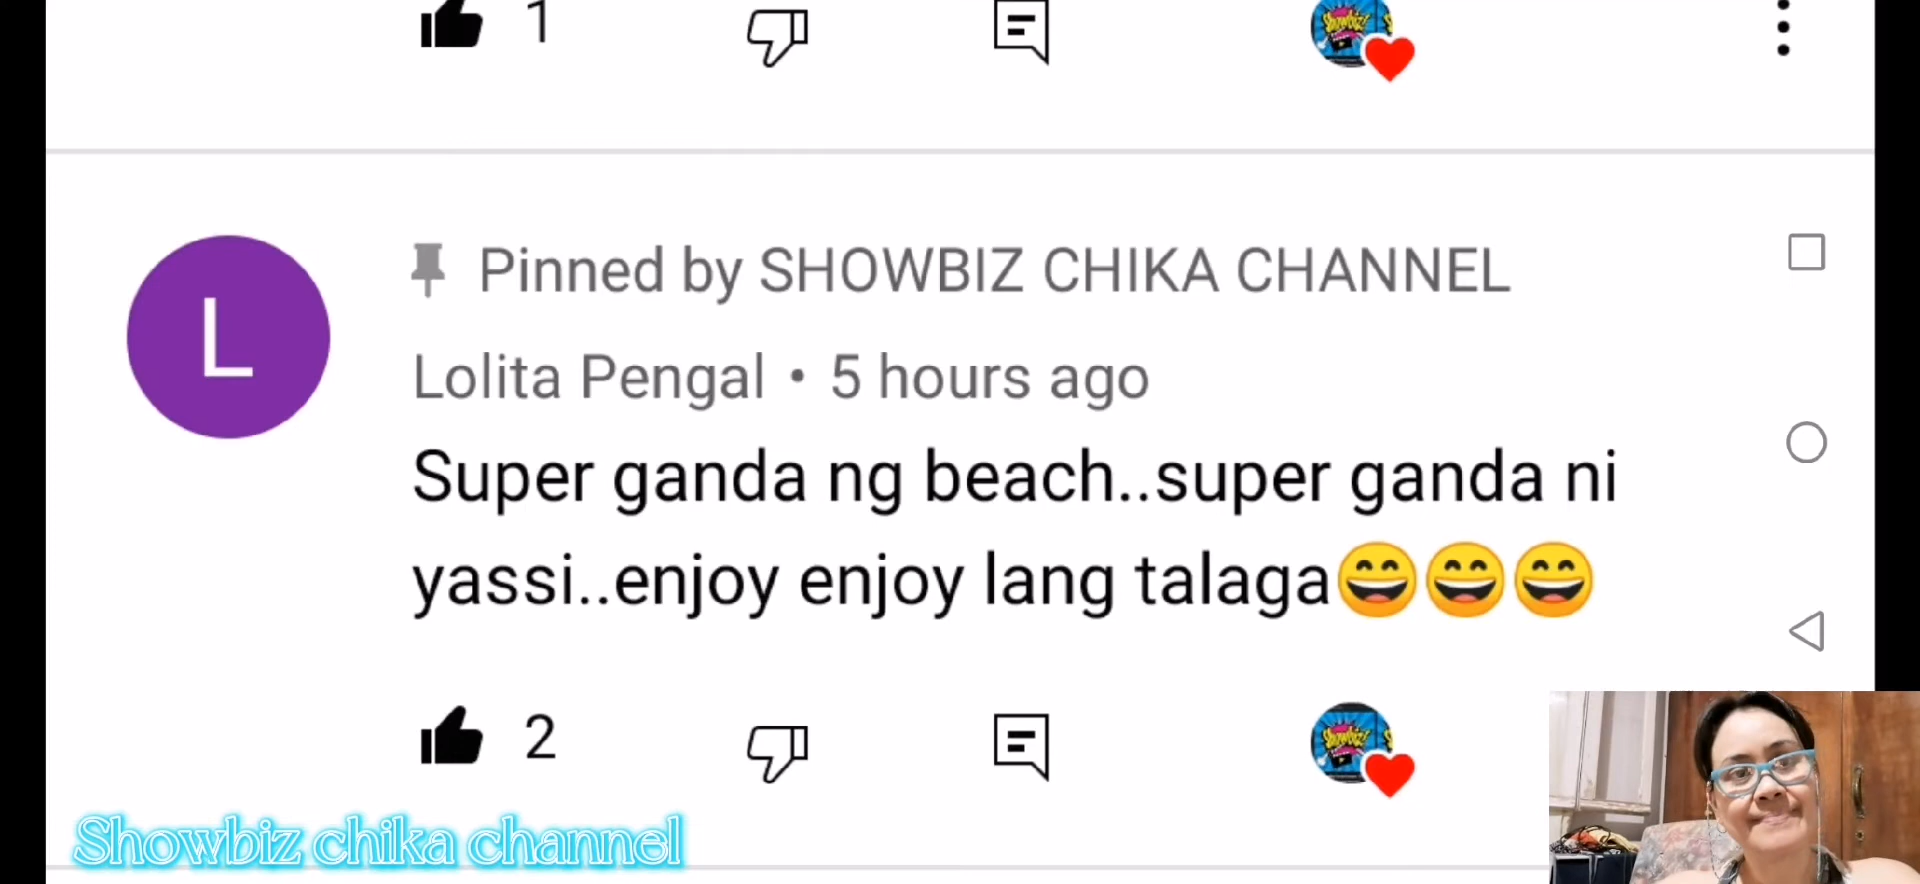 1
Pinned by SHOWBIZ CHIKA CHANNEL
L
Lolita Pengal • 5 hours ago
Super ganda ng beach..super ganda ni
yassi..enjoy enjoy lang talaga😄😄😄
2
Showbiz chika channel